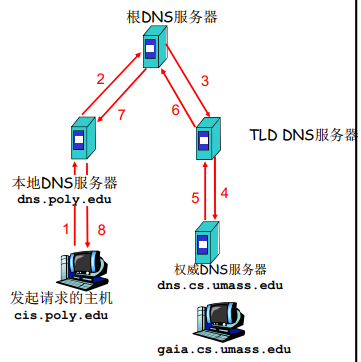 根DNS服务器
2
3
7
6
TLD DNS服务器
本地DNS服务器
dns.poly.edu
5
4
1
8
权威DNS服务器
dns.cs.umass.edu
发起请求的主机
cis.poly.edu
gaia.cs.umass.edu